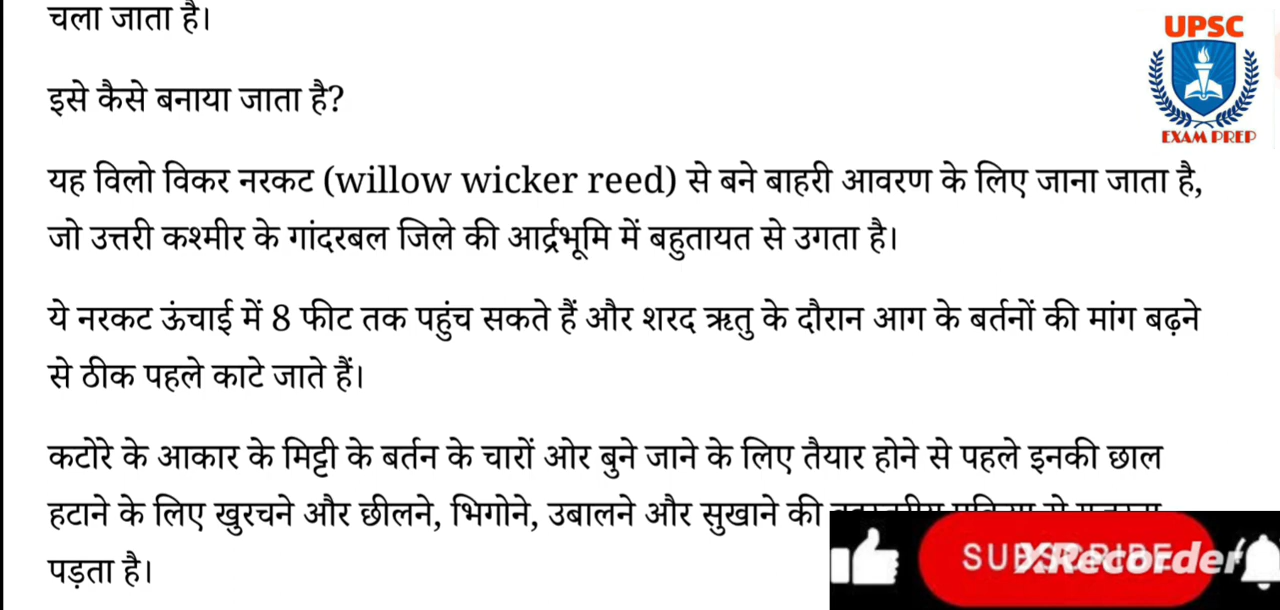 चला जाता है।
UPSC
EXAM PREP
इसे कैसे बनाया जाता है?
यह विलो विकर नरकट (willow wicker reed) से बने बाहरी आवरण के लिए जाना जाता है,
जो उत्तरी कश्मीर के गांदरबल जिले की आर्द्रभूमि में बहुतायत से उगता है।
ये नरकट ऊंचाई में 8 फीट तक पहुंच सकते हैं और शरद ऋतु के दौरान आग के बर्तनों की मांग बढ़ने
से ठीक पहले काटे जाते हैं।
कटोरे के आकार के मिट्टी के बर्तन के चारों ओर बुने जाने के लिए तैयार होने से पहले इनकी छाल
हटाने के लिए खुरचने और छीलने, भिगोने, उबालने और सुखाने की
पड़ता है।
SUBSCRIBE
XRecorder